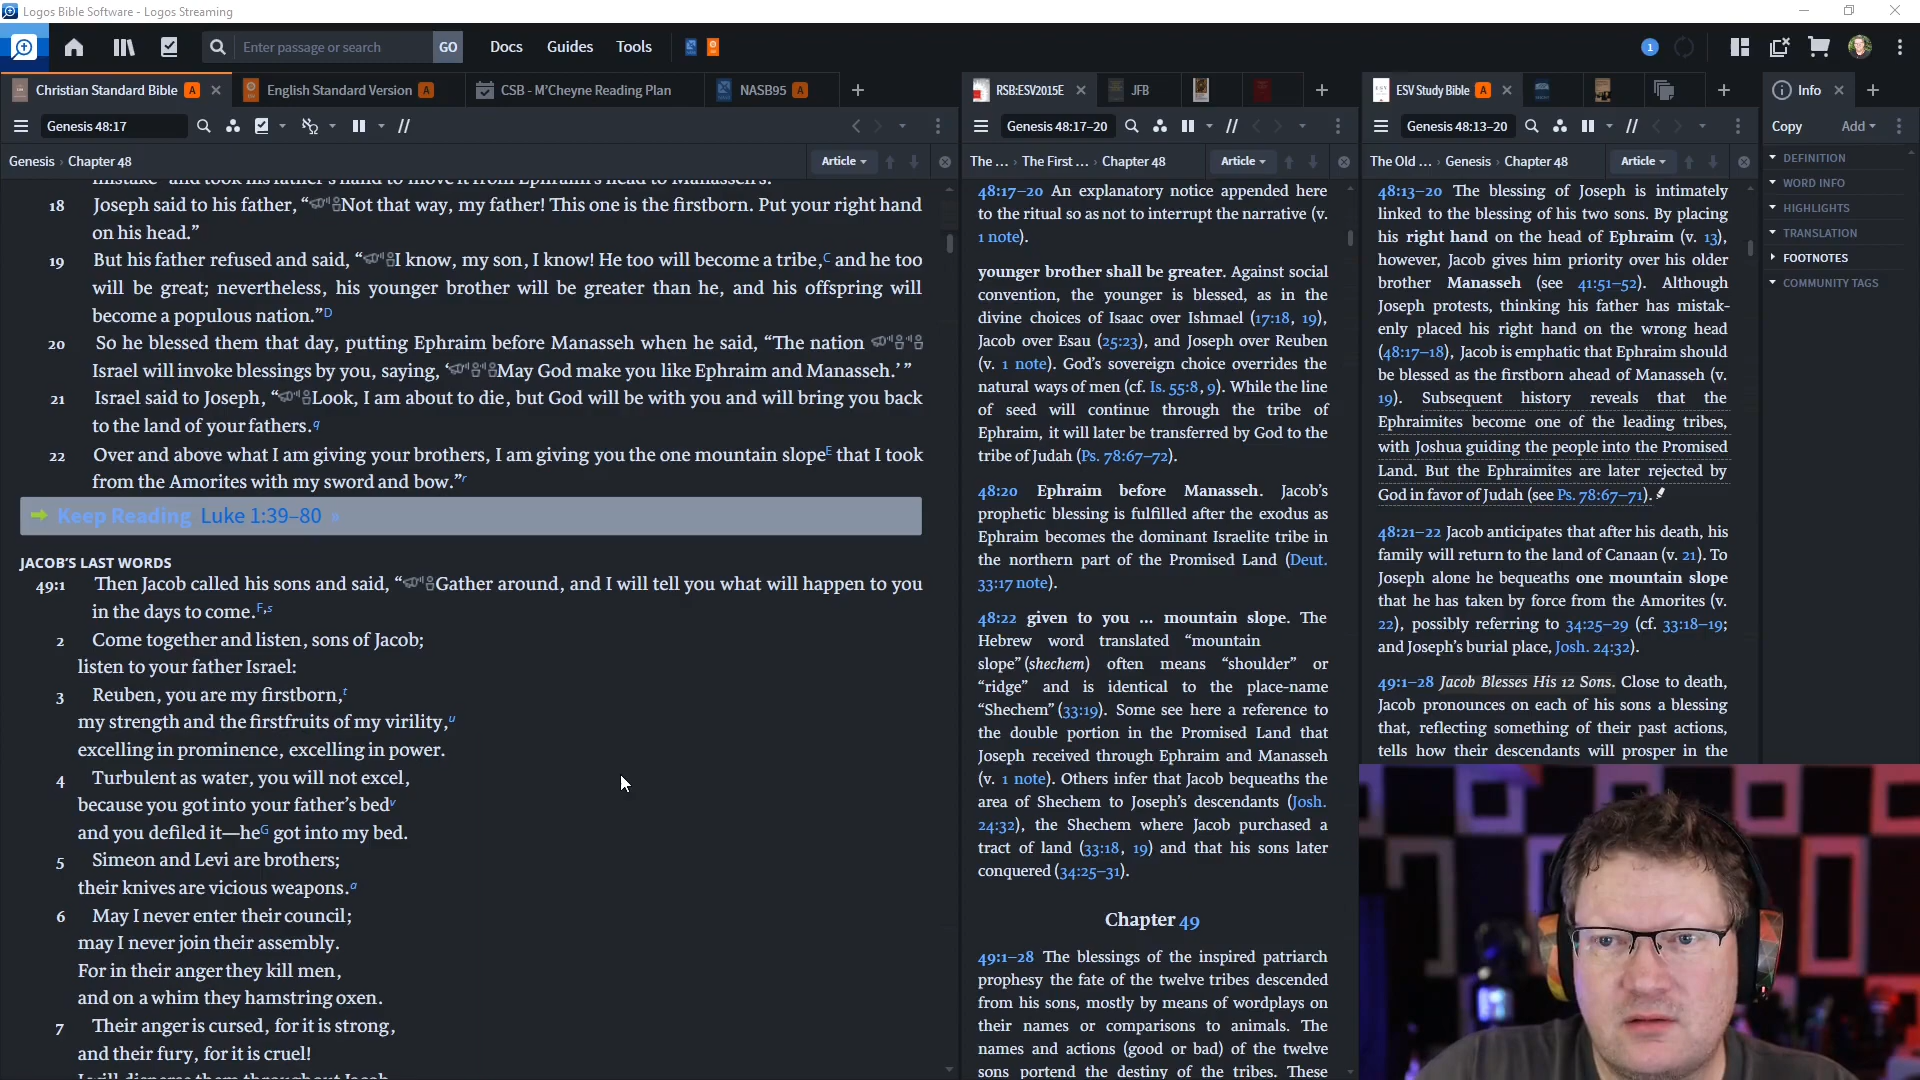 Logos Bible Software - Logos Streaming
Enter passage or search
GO
Docs
Guides
Tools
1
Christian Standard Bible A
English Standard Version A
CSB - M'Cheyne Reading Plan
NASB95 A
Genesis 48:17
Genesis › Chapter 48
Article
18 Joseph said to his father, “Not that way, my father! This one is the firstborn. Put your right hand
on his head.”
19 But his father refused and said, “I know, my son, I know! He too will become a tribe,C and he too
will be great; nevertheless, his younger brother will be greater than he, and his offspring will
become a populous nation.”D
20 So he blessed them that day, putting Ephraim before Manasseh when he said, “The nation
Israel will invoke blessings by you, saying, ‘May God make you like Ephraim and Manasseh.’ ”
21 Israel said to Joseph, “Look, I am about to die, but God will be with you and will bring you back
to the land of your fathers.q
22 Over and above what I am giving your brothers, I am giving you the one mountain slopeE that I took
from the Amorites with my sword and bow.”r
Keep Reading Luke 1:39–80 »
JACOB’S LAST WORDS
49:1 Then Jacob called his sons and said, “Gather around, and I will tell you what will happen to you
in the days to come.F,s
2 Come together and listen, sons of Jacob;
listen to your father Israel:
3 Reuben, you are my firstborn,t
my strength and the firstfruits of my virility,u
excelling in prominence, excelling in power.
4 Turbulent as water, you will not excel,
because you got into your father’s bedv
and you defiled it—heG got into my bed.
5 Simeon and Levi are brothers;
their knives are vicious weapons.a
6 May I never enter their council;
may I never join their assembly.
For in their anger they kill men,
and on a whim they hamstring oxen.
7 Their anger is cursed, for it is strong,
and their fury, for it is cruel!
RSB:ESV2015E
JFB
Genesis 48:17–20
The ... › The First ... › Chapter 48
Article
48:17–20 An explanatory notice appended here
to the ritual so as not to interrupt the narrative (v.
1 note).
younger brother shall be greater. Against social
convention, the younger is blessed, as in the
divine choices of Isaac over Ishmael (17:18, 19),
Jacob over Esau (25:23), and Joseph over Reuben
(v. 1 note). God’s sovereign choice overrides the
natural ways of men (cf. Is. 55:8, 9). While the line
of seed will continue through the tribe of
Ephraim, it will later be transferred by God to the
tribe of Judah (Ps. 78:67–72).
48:20 Ephraim before Manasseh. Jacob’s
prophetic blessing is fulfilled after the exodus as
Ephraim becomes the dominant Israelite tribe in
the northern part of the Promised Land (Deut.
33:17 note).
48:22 given to you ... mountain slope. The
Hebrew word translated “mountain
slope” (shechem) often means “shoulder” or
“ridge” and is identical to the place-name
“Shechem” (33:19). Some see here a reference to
the double portion in the Promised Land that
Joseph received through Ephraim and Manasseh
(v. 1 note). Others infer that Jacob bequeaths the
area of Shechem to Joseph’s descendants (Josh.
24:32), the Shechem where Jacob purchased a
tract of land (33:18, 19) and that his sons later
conquered (34:25–31).
Chapter 49
49:1–28 The blessings of the inspired patriarch
prophesy the fate of the twelve tribes descended
from his sons, mostly by means of wordplays on
their names or comparisons to animals. The
names and actions (good or bad) of the twelve
sons portend the destiny of the tribes. These
ESV Study Bible A
Genesis 48:13–20
The Old ... › Genesis › Chapter 48
Article
48:13–20 The blessing of Joseph is intimately
linked to the blessing of his two sons. By placing
his right hand on the head of Ephraim (v. 13),
however, Jacob gives him priority over his older
brother Manasseh (see 41:51–52). Although
Joseph protests, thinking his father has mistak-
enly placed his right hand on the wrong head
(48:17–18), Jacob is emphatic that Ephraim should
be blessed as the firstborn ahead of Manasseh (v.
19). Subsequent history reveals that the
Ephraimites become one of the leading tribes,
with Joshua guiding the people into the Promised
Land. But the Ephraimites are later rejected by
God in favor of Judah (see Ps. 78:67–71).
48:21–22 Jacob anticipates that after his death, his
family will return to the land of Canaan (v. 21). To
Joseph alone he bequeaths one mountain slope
that he has taken by force from the Amorites (v.
22), possibly referring to 34:25–29 (cf. 33:18–19;
and Joseph’s burial place, Josh. 24:32).
49:1–28 Jacob Blesses His 12 Sons. Close to death,
Jacob pronounces on each of his sons a blessing
that, reflecting something of their past actions,
tells how their descendants will prosper in the
Info
Copy
Add
DEFINITION
WORD INFO
HIGHLIGHTS
TRANSLATION
FOOTNOTES
COMMUNITY TAGS